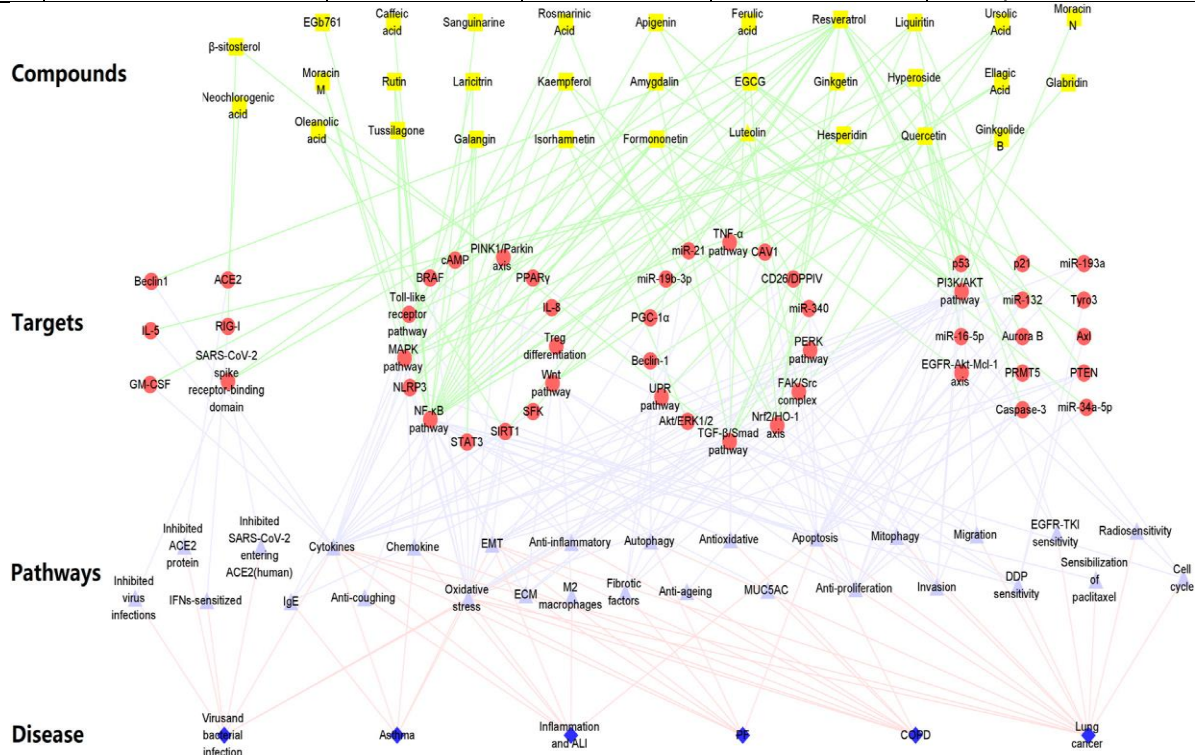 EGb761
Caffeic
acid
Sanguinarine
Rosmarinic
Acid
Apigenin
Ferulic
acid
Resveratrol
Liquiritin
Ursolic
Acid
Moracin
N
β-sitosterol
Compounds
Moracin
M
Rutin
Laricitrin
Kaempferol
Amygdalin
EGCG
Ginkgetin
Hyperoside
Ellagic
Acid
Glabridin
Neochlorogenic
acid
Oleanolic
acid
Tussilagone
Galangin
Isorhamnetin
Formononetin
Luteolin
Hesperidin
Quercetin
Ginkgolide
B
Targets
Beclin1
ACE2
IL-5
RIG-I
GM-CSF
SARS-CoV-2
spike
receptor-binding
domain
cAMP
PINK1/Parkin
axis
BRAF
PPARγ
Toll-like
receptor
pathway
IL-8
MAPK
pathway
Treg
differentiation
NLRP3
Wnt
pathway
NF-κB
pathway
SFK
STAT3
SIRT1
miR-21
TNF-α
pathway
CAV1
miR-19b-3p
CD26/DPPIV
PGC-1α
miR-340
Beclin-1
PERK
pathway
UPR
pathway
FAK/Src
complex
Akt/ERK1/2
TGF-β/Smad
pathway
Nrf2/HO-1
axis
p53
p21
miR-193a
PI3K/AKT
pathway
miR-132
Tyro3
miR-16-5p
Aurora B
Axl
EGFR-Akt-Mcl-1
axis
PRMT5
PTEN
Caspase-3
miR-34a-5p
Pathways
Inhibited
ACE2
protein
Inhibited
SARS-CoV-2
entering
ACE2(human)
Cytokines
Chemokine
EMT
Anti-inflammatory
Autophagy
Antioxidative
Apoptosis
Mitophagy
Migration
EGFR-TKI
sensitivity
Radiosensitivity
Inhibited
virus
infections
IFNs-sensitized
IgE
Anti-coughing
Oxidative
stress
ECM
M2
macrophages
Fibrotic
factors
Anti-ageing
MUC5AC
Anti-proliferation
Invasion
DDP
sensitivity
Sensibilization
of
paclitaxel
Cell
cycle
Disease
Virusand
bacterial
infection
Asthma
Inflammation
and ALI
PF
COPD
Lung
cancer